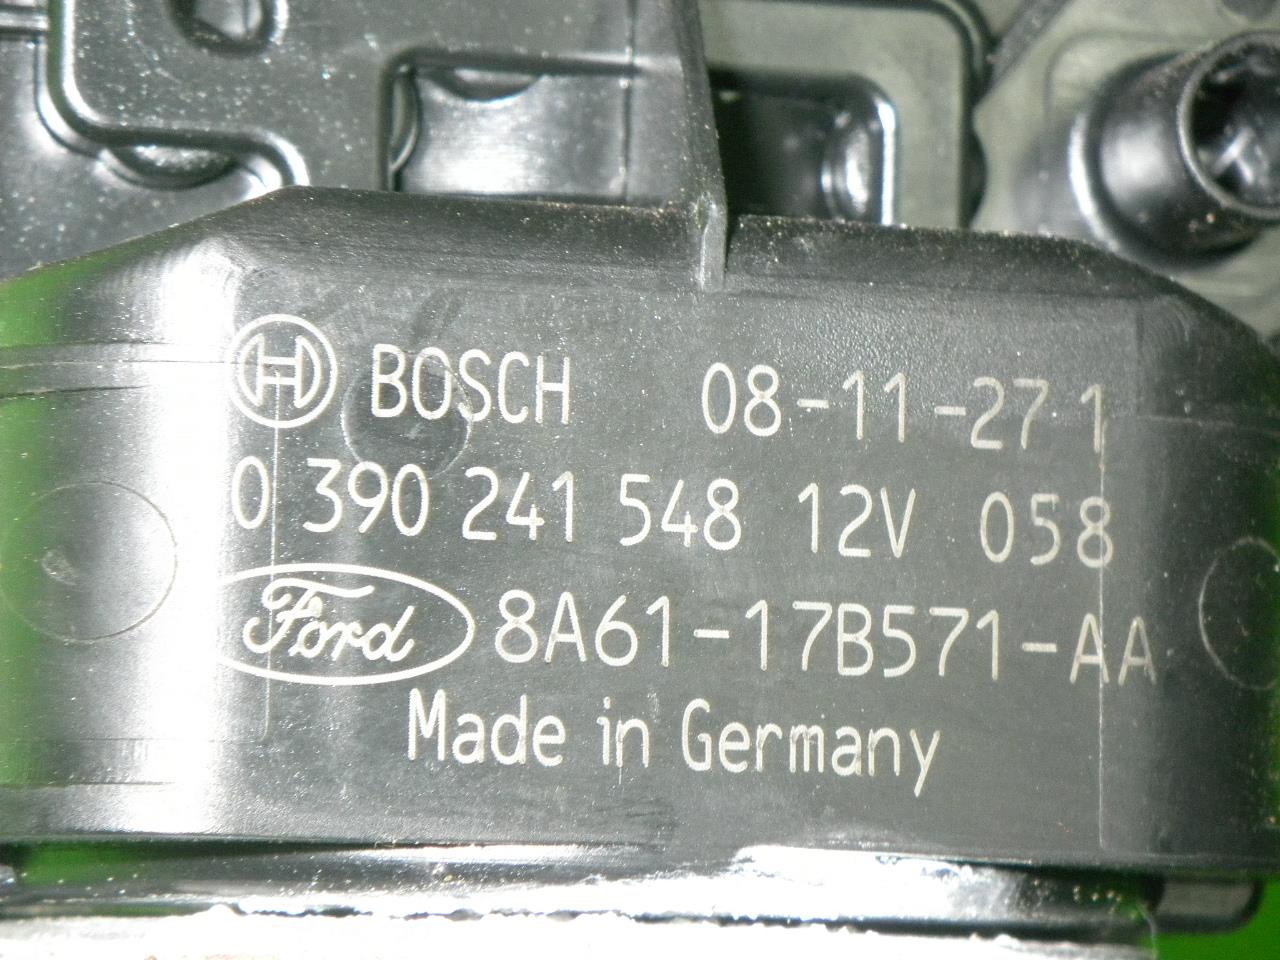 BOSCH 08-11-27 1
0 390 241 548 12V 058
Ford 8A61-17B571-AA
Made in Germany